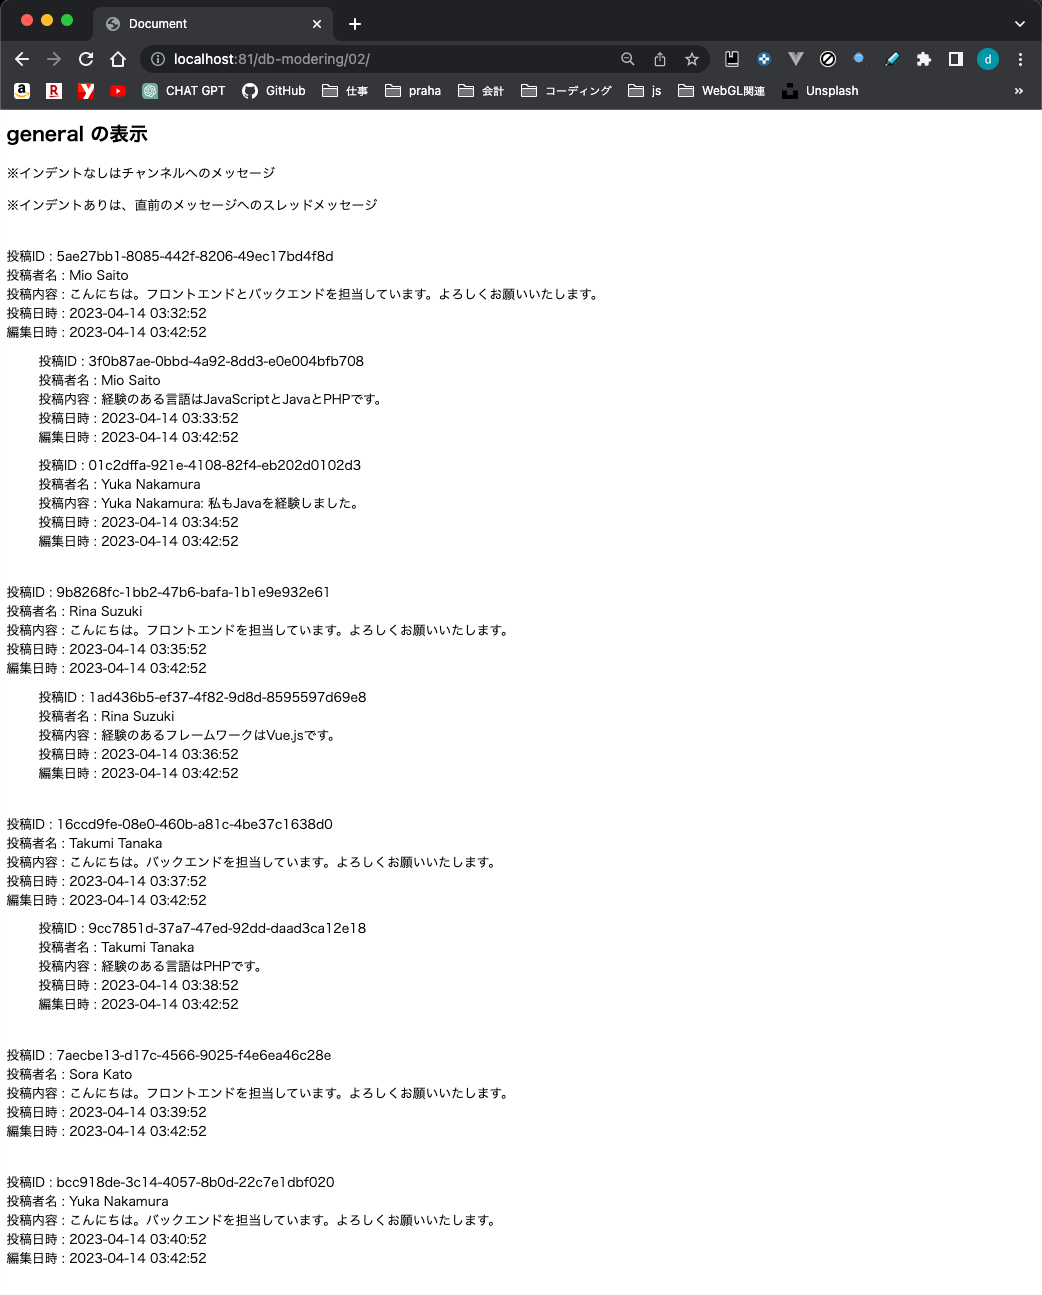 Document
localhost:81/db-modering/02/
d
CHAT GPT
GitHub
仕事
praha
会計
コーディング
js
WebGL関連
Unsplash
»
general の表示
※インデントなしはチャンネルへのメッセージ
※インデントありは、直前のメッセージへのスレッドメッセージ
投稿ID : 5ae27bb1-8085-442f-8206-49ec17bd4f8d
投稿者名 : Mio Saito
投稿内容 : こんにちは。フロントエンドとバックエンドを担当しています。よろしくお願いいたします。
投稿日時 : 2023-04-14 03:32:52
編集日時 : 2023-04-14 03:42:52
投稿ID : 3f0b87ae-0bbd-4a92-8dd3-e0e004bfb708
投稿者名 : Mio Saito
投稿内容 : 経験のある言語はJavaScriptとJavaとPHPです。
投稿日時 : 2023-04-14 03:33:52
編集日時 : 2023-04-14 03:42:52
投稿ID : 01c2dffa-921e-4108-82f4-eb202d0102d3
投稿者名 : Yuka Nakamura
投稿内容 : Yuka Nakamura: 私もJavaを経験しました。
投稿日時 : 2023-04-14 03:34:52
編集日時 : 2023-04-14 03:42:52
投稿ID : 9b8268fc-1bb2-47b6-bafa-1b1e9e932e61
投稿者名 : Rina Suzuki
投稿内容 : こんにちは。フロントエンドを担当しています。よろしくお願いいたします。
投稿日時 : 2023-04-14 03:35:52
編集日時 : 2023-04-14 03:42:52
投稿ID : 1ad436b5-ef37-4f82-9d8d-8595597d69e8
投稿者名 : Rina Suzuki
投稿内容 : 経験のあるフレームワークはVue.jsです。
投稿日時 : 2023-04-14 03:36:52
編集日時 : 2023-04-14 03:42:52
投稿ID : 16ccd9fe-08e0-460b-a81c-4be37c1638d0
投稿者名 : Takumi Tanaka
投稿内容 : こんにちは。バックエンドを担当しています。よろしくお願いいたします。
投稿日時 : 2023-04-14 03:37:52
編集日時 : 2023-04-14 03:42:52
投稿ID : 9cc7851d-37a7-47ed-92dd-daad3ca12e18
投稿者名 : Takumi Tanaka
投稿内容 : 経験のある言語はPHPです。
投稿日時 : 2023-04-14 03:38:52
編集日時 : 2023-04-14 03:42:52
投稿ID : 7aecbe13-d17c-4566-9025-f4e6ea46c28e
投稿者名 : Sora Kato
投稿内容 : こんにちは。フロントエンドを担当しています。よろしくお願いいたします。
投稿日時 : 2023-04-14 03:39:52
編集日時 : 2023-04-14 03:42:52
投稿ID : bcc918de-3c14-4057-8b0d-22c7e1dbf020
投稿者名 : Yuka Nakamura
投稿内容 : こんにちは。バックエンドを担当しています。よろしくお願いいたします。
投稿日時 : 2023-04-14 03:40:52
編集日時 : 2023-04-14 03:42:52